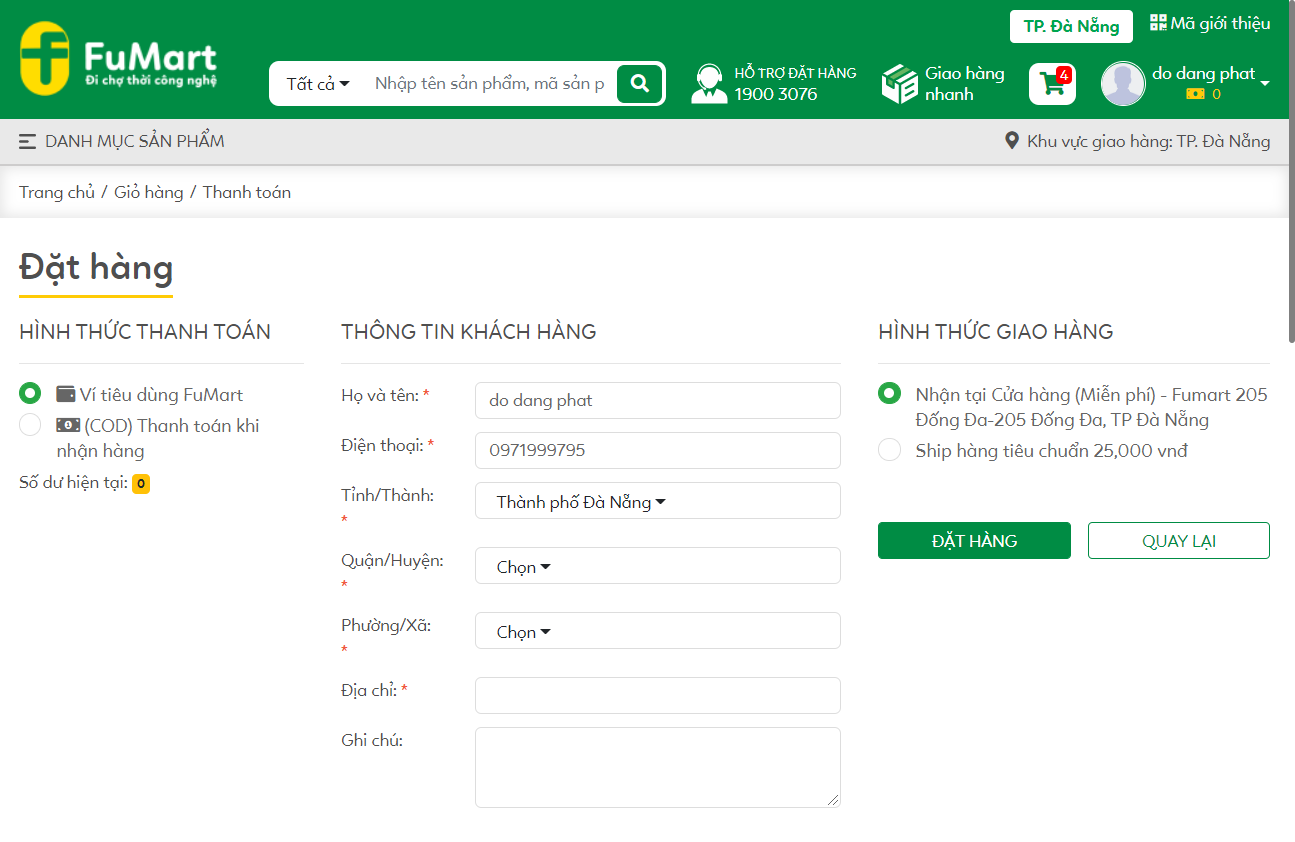 TP. Đà Nẵng
Mã giới thiệu
FuMart
Đi chợ thời công nghệ
Tất cả
Nhập tên sản phẩm, mã sản p
HỖ TRỢ ĐẶT HÀNG
1900 3076
Giao hàng
nhanh
4
do dang phat
0
DANH MỤC SẢN PHẨM
Khu vực giao hàng: TP. Đà Nẵng
Trang chủ / Giỏ hàng / Thanh toán
Đặt hàng
HÌNH THỨC THANH TOÁN
Ví tiêu dùng FuMart
(COD) Thanh toán khi
nhận hàng
Số dư hiện tại: 0
THÔNG TIN KHÁCH HÀNG
Họ và tên: *
do dang phat
Điện thoại: *
0971999795
Tỉnh/Thành:
*
Thành phố Đà Nẵng
Quận/Huyện:
*
Chọn
Phường/Xã:
*
Chọn
Địa chỉ: *
Ghi chú:
HÌNH THỨC GIAO HÀNG
Nhận tại Cửa hàng (Miễn phí) - Fumart 205
Đống Đa-205 Đống Đa, TP Đà Nẵng
Ship hàng tiêu chuẩn 25,000 vnđ
ĐẶT HÀNG
QUAY LẠI